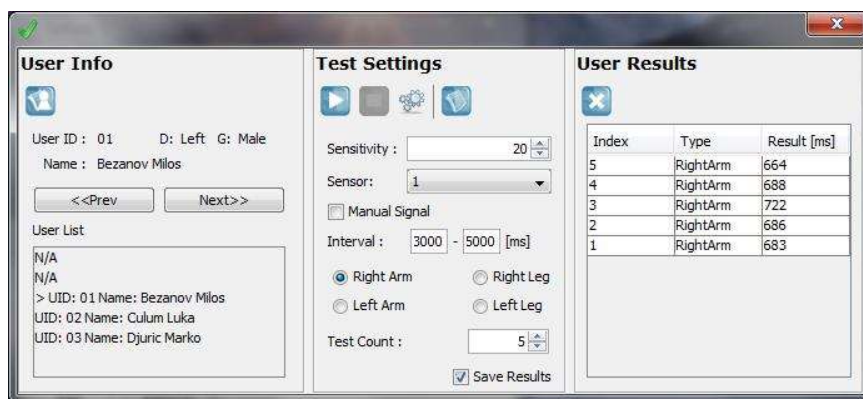 User Info
User ID : 01 D: Left G: Male
Name : Bezanov Milos
<<Prev Next>>
User List
N/A
N/A
> UID: 01 Name: Bezanov Milos
UID: 02 Name: Culum Luka
UID: 03 Name: Djuric Marko
Test Settings
Sensitivity : 20
Sensor: 1
Manual Signal
Interval : 3000 - 5000 [ms]
Right Arm Right Leg
Left Arm Left Leg
Test Count : 5
Save Results
User Results
Index Type Result [ms]
5 RightArm 664
4 RightArm 688
3 RightArm 722
2 RightArm 686
1 RightArm 683